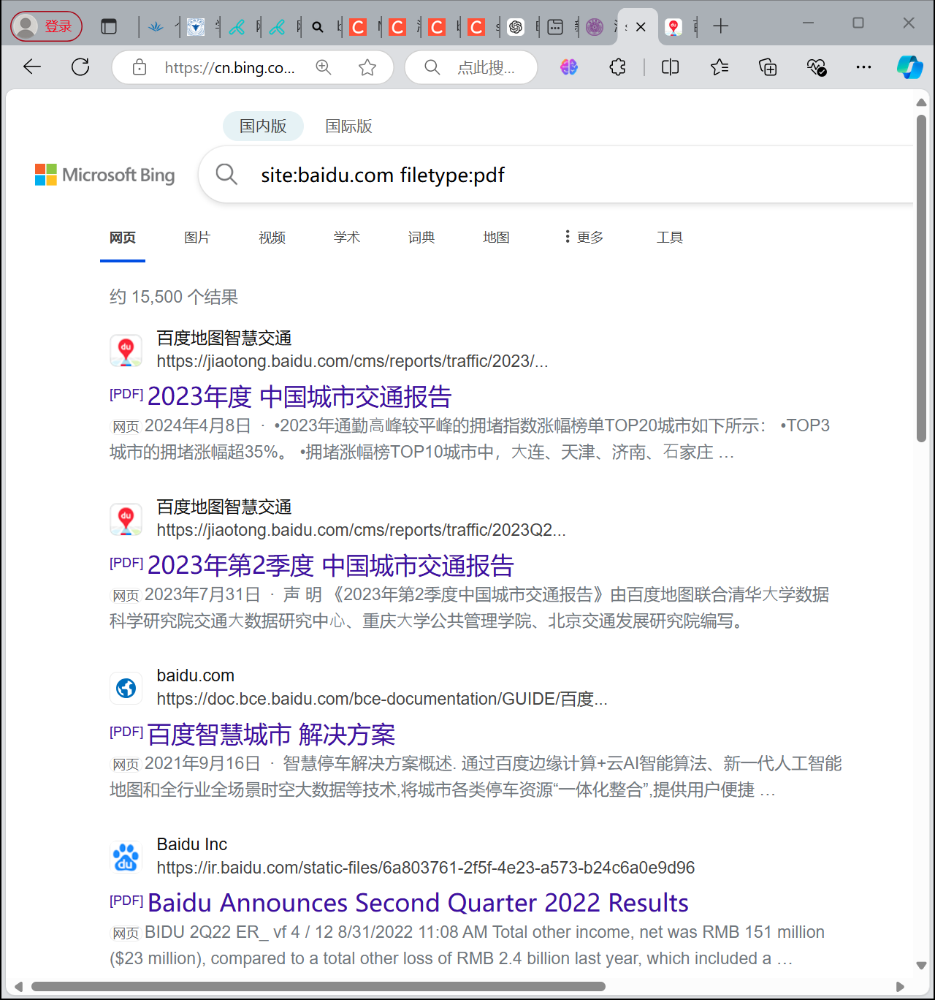 登录
https://cn.bing.co...
点此搜...
国内版
国际版
Microsoft Bing
site:baidu.com filetype:pdf
网页
图片
视频
学术
词典
地图
更多
工具
约 15,500 个结果
百度地图智慧交通
https://jiaotong.baidu.com/cms/reports/traffic/2023/...
[PDF] 2023年度 中国城市交通报告
网页 2024年4月8日 · •2023年通勤高峰较平峰的拥堵指数涨幅榜单TOP20城市如下所示： •TOP3
城市的拥堵涨幅超35%。 •拥堵涨幅榜TOP10城市中，大连、天津、济南、石家庄 …
百度地图智慧交通
https://jiaotong.baidu.com/cms/reports/traffic/2023Q2...
[PDF] 2023年第2季度 中国城市交通报告
网页 2023年7月31日 · 声 明 《2023年第2季度中国城市交通报告》由百度地图联合清华大学数据
科学研究院交通大数据研究中心、重庆大学公共管理学院、北京交通发展研究院编写。
baidu.com
https://doc.bce.baidu.com/bce-documentation/GUIDE/百度...
[PDF] 百度智慧城市 解决方案
网页 2021年9月16日 · 智慧停车解决方案概述. 通过百度边缘计算+云AI智能算法、新一代人工智能
地图和全行业全场景时空大数据等技术,将城市各类停车资源“一体化整合”,提供用户便捷 …
Baidu Inc
https://ir.baidu.com/static-files/6a803761-2f5f-4e23-a573-b24c6a0e9d96
[PDF] Baidu Announces Second Quarter 2022 Results
网页 BIDU 2Q22 ER_ vf 4 / 12 8/31/2022 11:08 AM Total other income, net was RMB 151 million
($23 million), compared to a total other loss of RMB 2.4 billion last year, which included a …